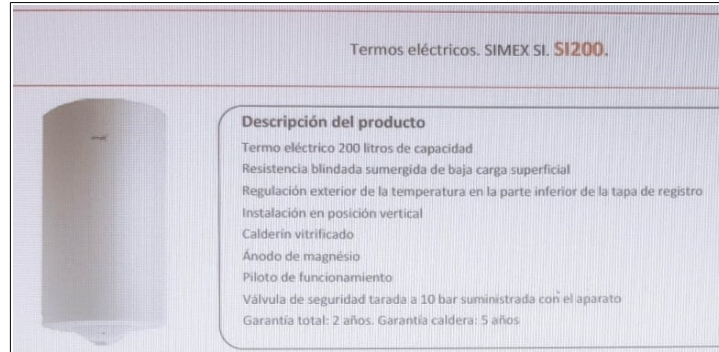 Termos eléctricos. SIMEX SI. SI200.
Descripción del producto
Termo eléctrico 200 litros de capacidad
Resistencia blindada sumergida de baja carga superficial
Regulación exterior de la temperatura en la parte inferior de la tapa de registro
Instalación en posición vertical
Calderín vitrificado
Ánodo de magnésio
Piloto de funcionamiento
Válvula de seguridad tarada a 10 bar suministrada con el aparato
Garantía total: 2 años. Garantía caldera: 5 años